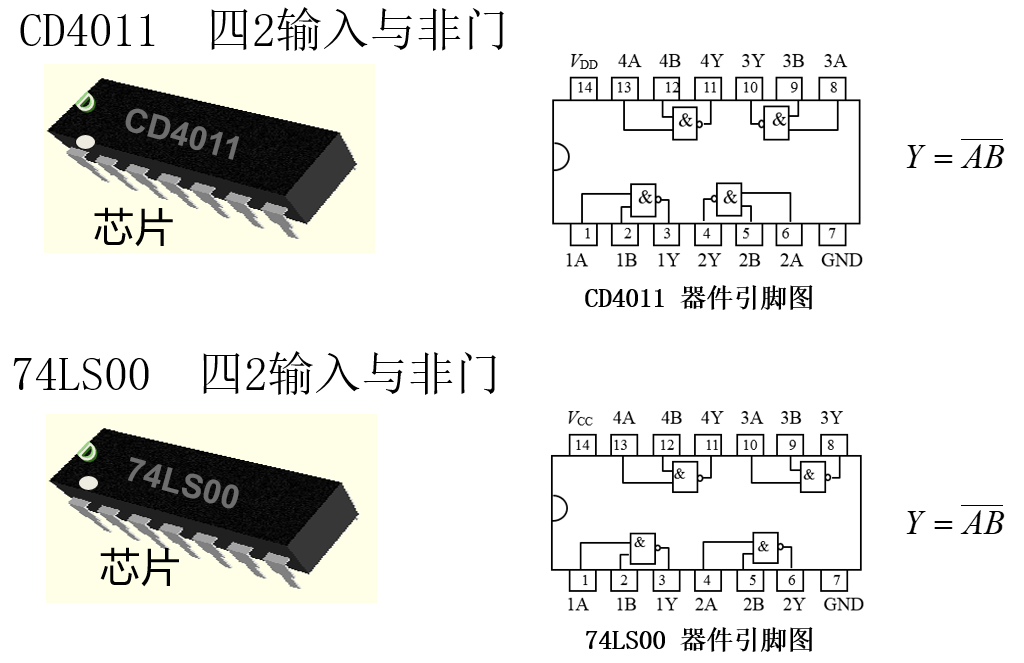 CD4011 四2输入与非门
CD4011
芯片
VDD 4A 4B 4Y 3Y 3B 3A
14 13 12 11 10 9 8
& &
& &
1 2 3 4 5 6 7
1A 1B 1Y 2Y 2B 2A GND
CD4011 器件引脚图
Y = \overline{AB}
74LS00 四2输入与非门
74LS00
芯片
VCC 4A 4B 4Y 3A 3B 3Y
14 13 12 11 10 9 8
& &
& &
1 2 3 4 5 6 7
1A 1B 1Y 2A 2B 2Y GND
74LS00 器件引脚图
Y = \overline{AB}